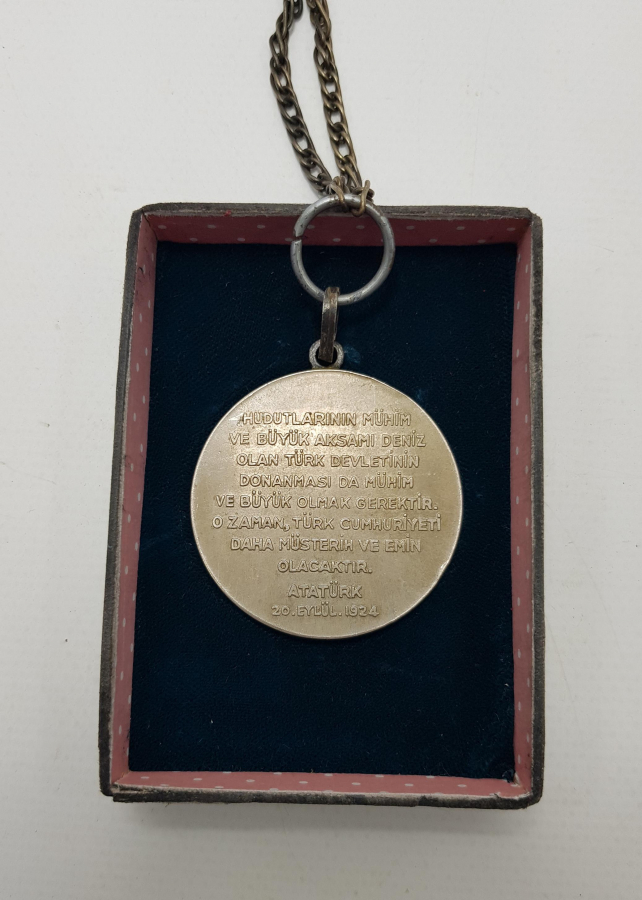 HUDUTLARININ MÜHİM
VE BÜYÜK AKSAMI DENİZ
OLAN TÜRK DEVLETİNİN
DONANMASI DA MÜHİM
VE BÜYÜK OLMAK GEREKTİR.
O ZAMAN, TÜRK CUMHURİYETİ
DAHA MÜSTERİH VE EMİN
OLACAKTIR.
ATATÜRK
20.EYLÜL.1924